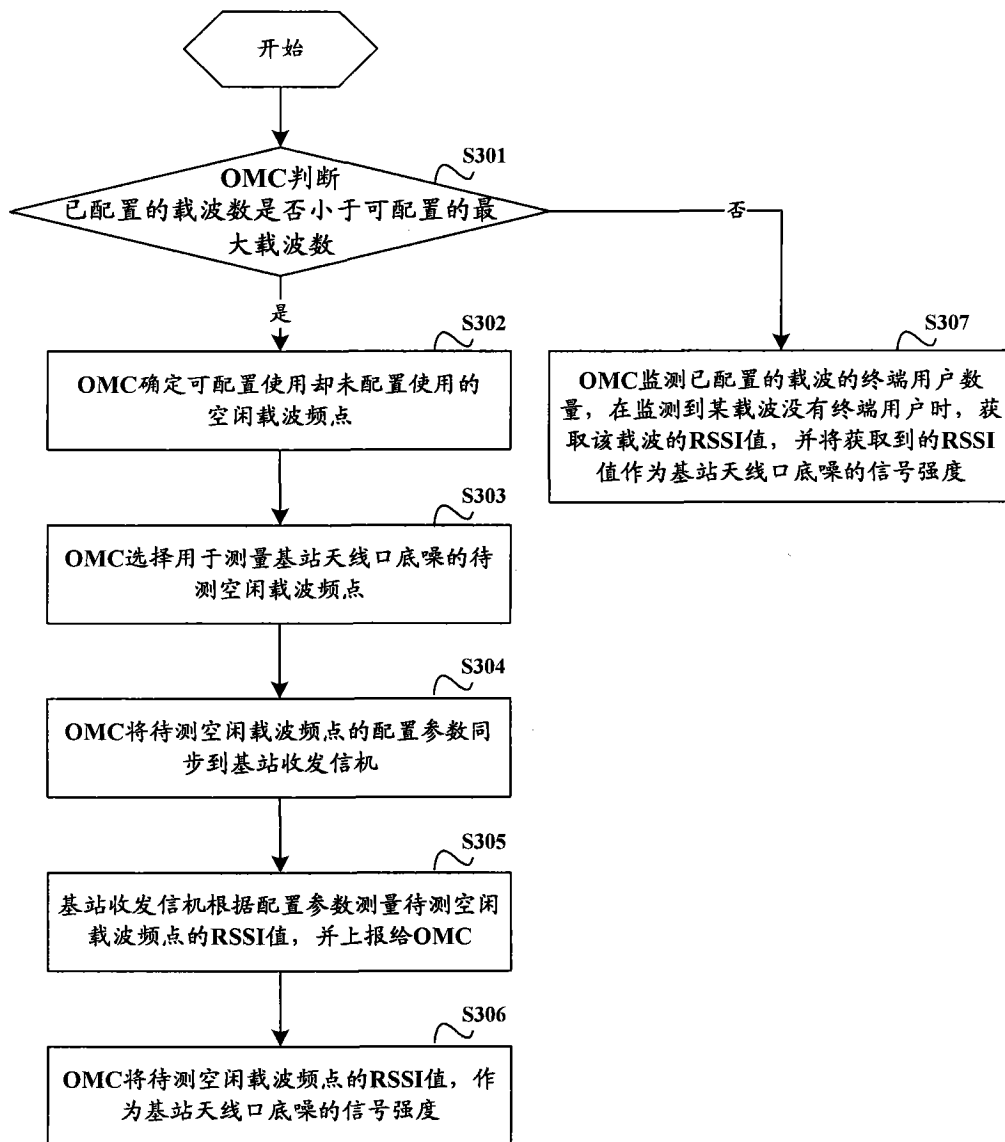 开始
S301
OMC判断
已配置的载波数是否小于可配置的最
大载波数
否
是
S302
OMC确定可配置使用却未配置使用的
空闲载波频点
S307
OMC监测已配置的载波的终端用户数
量，在监测到某载波没有终端用户时，获
取该载波的RSSI值，并将获取到的RSSI
值作为基站天线口底噪的信号强度
S303
OMC选择用于测量基站天线口底噪的待
测空闲载波频点
S304
OMC将待测空闲载波频点的配置参数同
步到基站收发信机
S305
基站收发信机根据配置参数测量待测空闲
载波频点的RSSI值，并上报给OMC
S306
OMC将待测空闲载波频点的RSSI值，作
为基站天线口底噪的信号强度